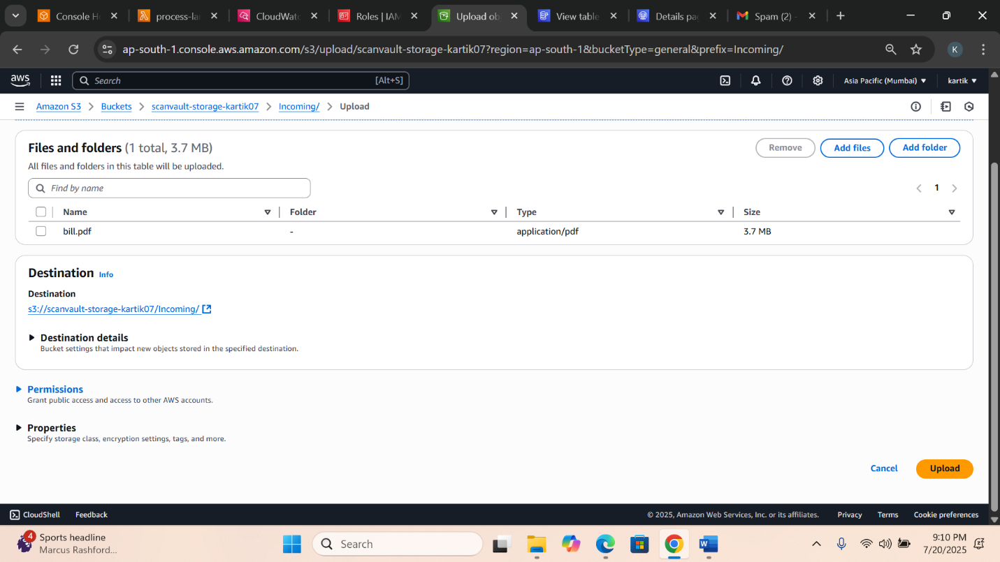 Console H
process-la
CloudWatc
Roles | IAM
Upload ob
View table
Details pa
Spam (2) -
ap-south-1.console.aws.amazon.com/s3/upload/scanvault-storage-kartik07?region=ap-south-1&bucketType=general&prefix=Incoming/
K
aws
Search [Alt+S]
Asia Pacific (Mumbai)
kartik
Amazon S3 > Buckets > scanvault-storage-kartik07 > Incoming/ > Upload
Files and folders (1 total, 3.7 MB)
Remove
Add files
Add folder
All files and folders in this table will be uploaded.
Find by name
1
Name Folder Type Size
bill.pdf - application/pdf 3.7 MB
Destination Info
Destination
s3://scanvault-storage-kartik07/Incoming/
Destination details
Bucket settings that impact new objects stored in the specified destination.
Permissions
Grant public access and access to other AWS accounts.
Properties
Specify storage class, encryption settings, tags, and more.
Cancel
Upload
CloudShell Feedback © 2025, Amazon Web Services, Inc. or its affiliates. Privacy Terms Cookie preferences
4
Sports headline
Marcus Rashford...
Search
9:10 PM
7/20/2025